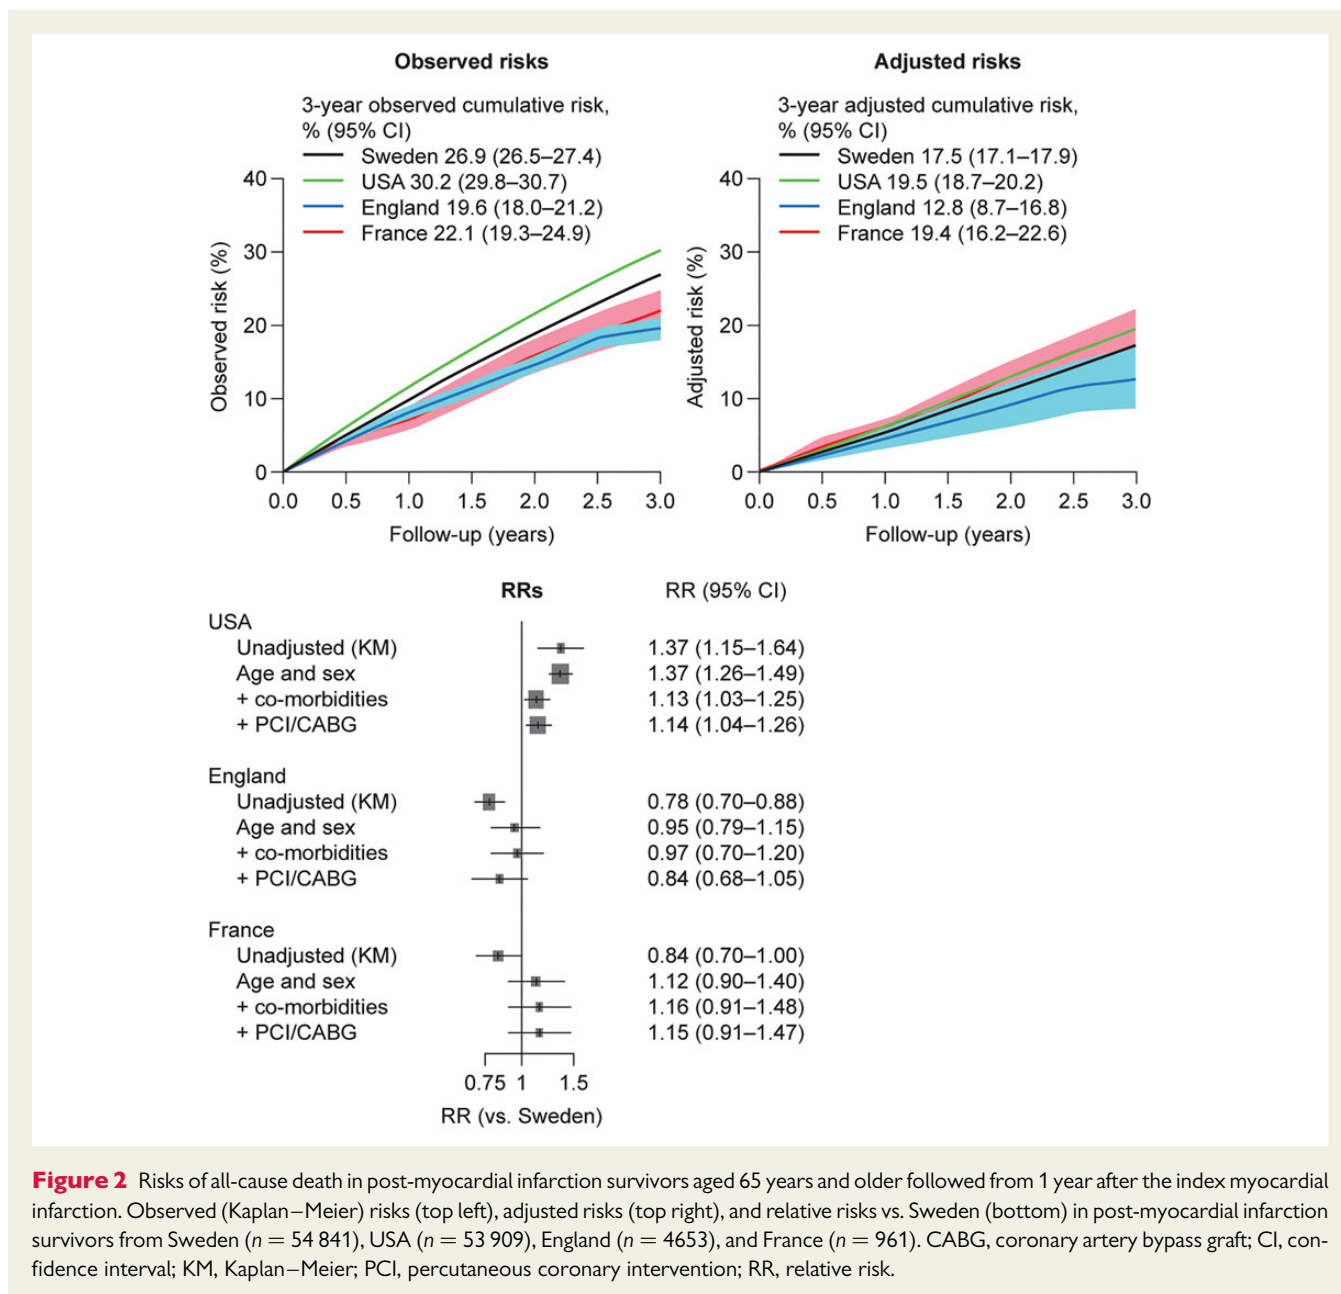 Observed risks
3-year observed cumulative risk,
% (95% CI)
Sweden 26.9 (26.5–27.4)
USA 30.2 (29.8–30.7)
England 19.6 (18.0–21.2)
France 22.1 (19.3–24.9)
Observed risk (%)
40
30
20
10
0
0.0 0.5 1.0 1.5 2.0 2.5 3.0
Follow-up (years)
Adjusted risks
3-year adjusted cumulative risk,
% (95% CI)
Sweden 17.5 (17.1–17.9)
USA 19.5 (18.7–20.2)
England 12.8 (8.7–16.8)
France 19.4 (16.2–22.6)
Adjusted risk (%)
40
30
20
10
0
0.0 0.5 1.0 1.5 2.0 2.5 3.0
Follow-up (years)
RRs RR (95% CI)
USA
Unadjusted (KM) 1.37 (1.15–1.64)
Age and sex 1.37 (1.26–1.49)
+ co-morbidities 1.13 (1.03–1.25)
+ PCI/CABG 1.14 (1.04–1.26)
England
Unadjusted (KM) 0.78 (0.70–0.88)
Age and sex 0.95 (0.79–1.15)
+ co-morbidities 0.97 (0.70–1.20)
+ PCI/CABG 0.84 (0.68–1.05)
France
Unadjusted (KM) 0.84 (0.70–1.00)
Age and sex 1.12 (0.90–1.40)
+ co-morbidities 1.16 (0.91–1.48)
+ PCI/CABG 1.15 (0.91–1.47)
0.75 1 1.5
RR (vs. Sweden)
Figure 2 Risks of all-cause death in post-myocardial infarction survivors aged 65 years and older followed from 1 year after the index myocardial
infarction. Observed (Kaplan–Meier) risks (top left), adjusted risks (top right), and relative risks vs. Sweden (bottom) in post-myocardial infarction
survivors from Sweden (n = 54 841), USA (n = 53 909), England (n = 4653), and France (n = 961). CABG, coronary artery bypass graft; CI, con-
fidence interval; KM, Kaplan–Meier; PCI, percutaneous coronary intervention; RR, relative risk.